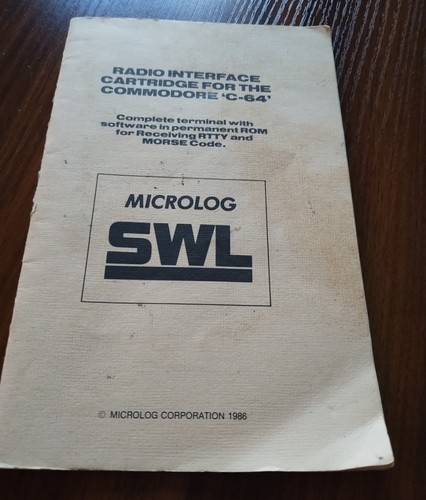 RADIO INTERFACE
CARTRIDGE FOR THE
COMMODORE 'C-64'
Complete terminal with
software in permanent ROM
for Receiving RTTY and
MORSE Code.
MICROLOG
SWL
© MICROLOG CORPORATION 1986